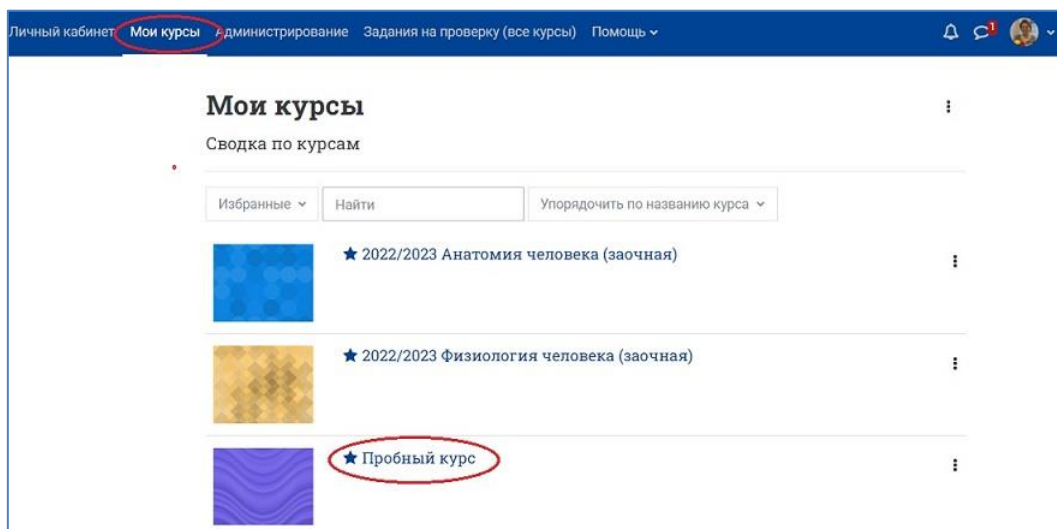 Личный кабинет Мои курсы Администрирование Задания на проверку (все курсы) Помощь 1
Мои курсы
Сводка по курсам
Избранные Найти Упорядочить по названию курса
2022/2023 Анатомия человека (заочная)
2022/2023 Физиология человека (заочная)
Пробный курс